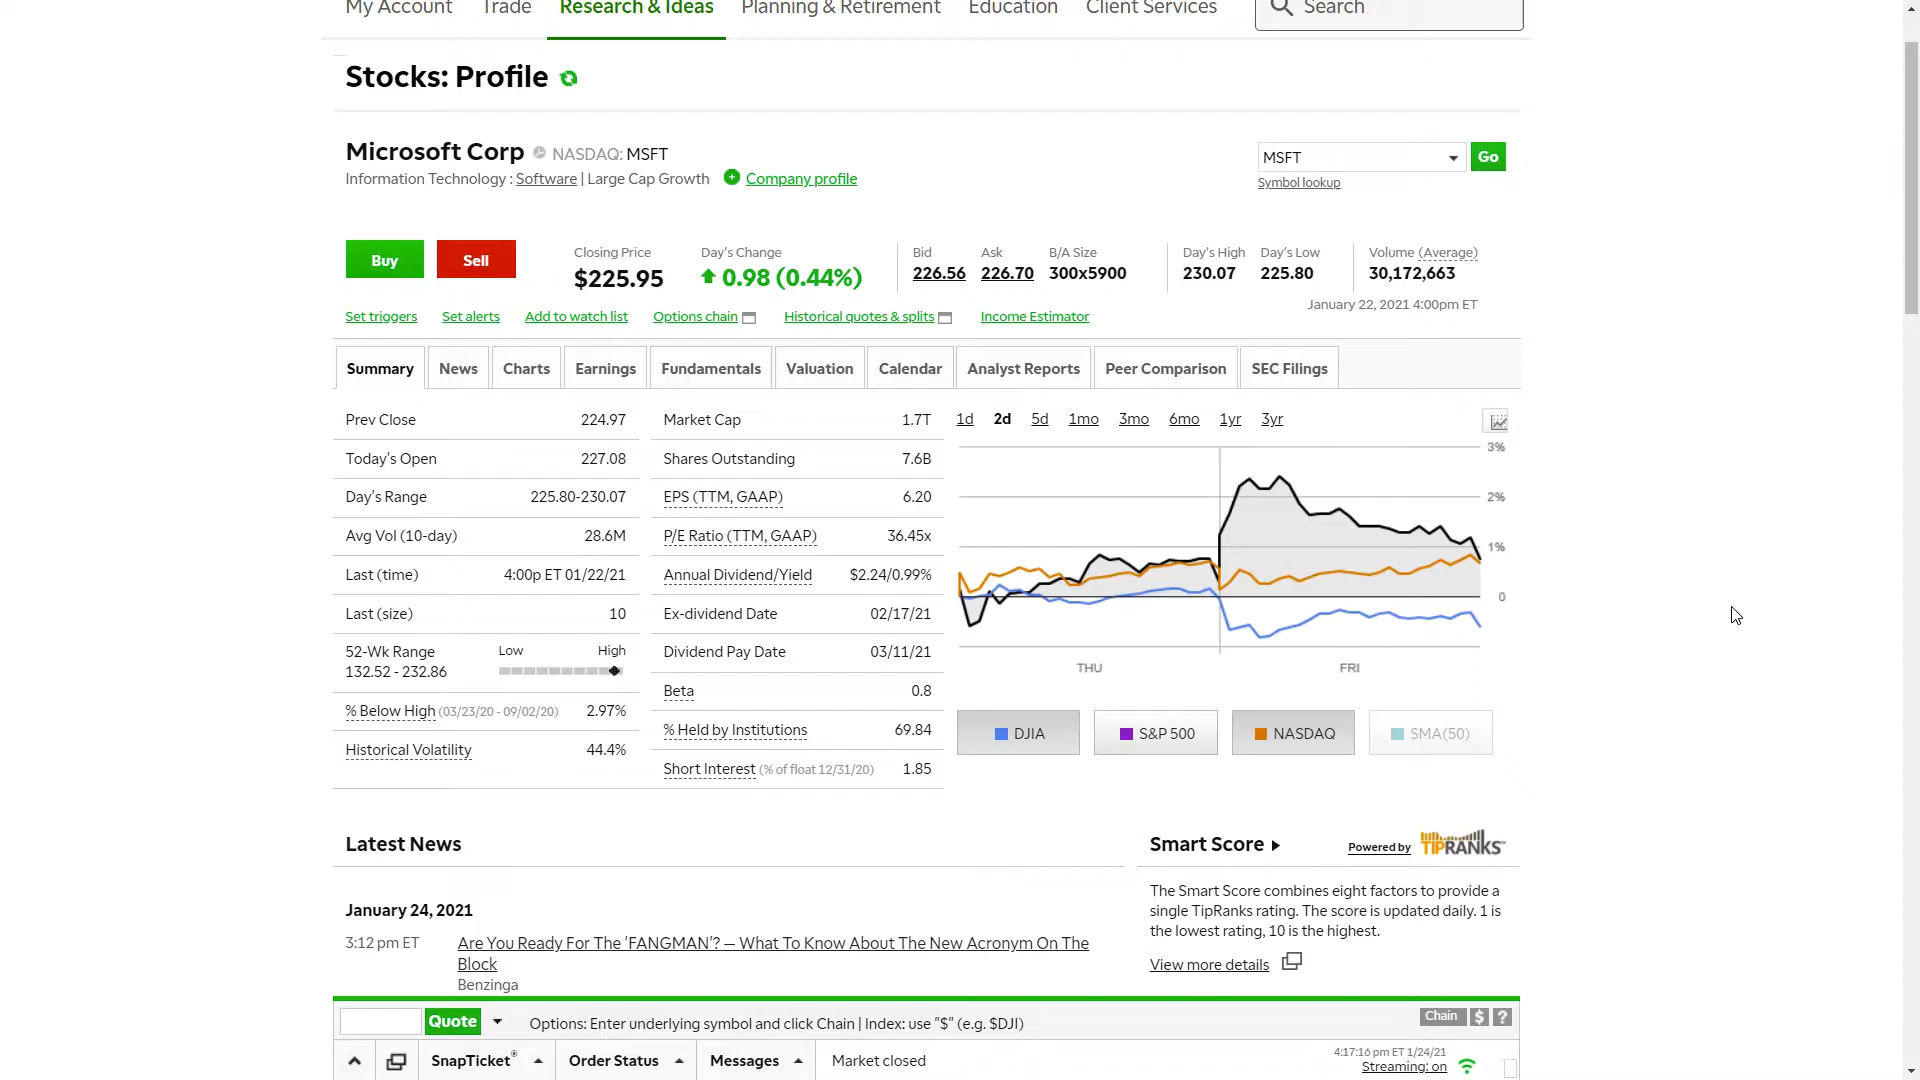 My Account Trade Research & Ideas Planning & Retirement Education Client Services Search
Stocks: Profile
Microsoft Corp NASDAQ: MSFT
MSFT Go
Information Technology : Software | Large Cap Growth Company profile
Symbol lookup
Buy Sell
Closing Price Day's Change Bid Ask B/A Size Day's High Day's Low Volume (Average)
$225.95 0.98 (0.44%) 226.56 226.70 300x5900 230.07 225.80 30,172,663
January 22, 2021 4:00pm ET
Set triggers Set alerts Add to watch list Options chain Historical quotes & splits Income Estimator
Summary News Charts Earnings Fundamentals Valuation Calendar Analyst Reports Peer Comparison SEC Filings
Prev Close 224.97
Today's Open 227.08
Day's Range 225.80-230.07
Avg Vol (10-day) 28.6M
Last (time) 4:00p ET 01/22/21
Last (size) 10
52-Wk Range Low High
132.52 - 232.86
% Below High (03/23/20 - 09/02/20) 2.97%
Historical Volatility 44.4%
Market Cap 1.7T
Shares Outstanding 7.6B
EPS (TTM, GAAP) 6.20
P/E Ratio (TTM, GAAP) 36.45x
Annual Dividend/Yield $2.24/0.99%
Ex-dividend Date 02/17/21
Dividend Pay Date 03/11/21
Beta 0.8
% Held by Institutions 69.84
Short Interest (% of float 12/31/20) 1.85
1d 2d 5d 1mo 3mo 6mo 1yr 3yr
3%
2%
1%
0
THU FRI
DJIA S&P 500 NASDAQ SMA(50)
Latest News
January 24, 2021
3:12 pm ET Are You Ready For The 'FANGMAN'? — What To Know About The New Acronym On The
Block
Benzinga
Smart Score Powered by TIPRANKS
The Smart Score combines eight factors to provide a
single TipRanks rating. The score is updated daily. 1 is
the lowest rating, 10 is the highest.
View more details
Quote Options: Enter underlying symbol and click Chain | Index: use "$" (e.g. $DJI) Chain $ ?
SnapTicket® Order Status Messages Market closed
4:17:16 pm ET 1/24/21
Streaming: on